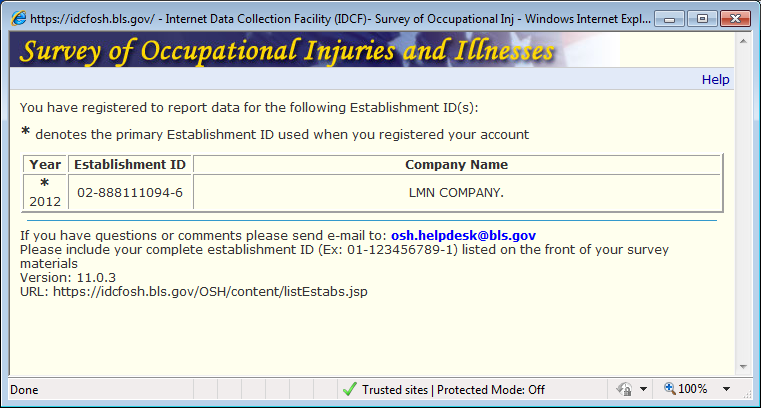 https://idcfosh.bls.gov/ - Internet Data Collection Facility (IDCF)- Survey of Occupational Inj - Windows Internet Expl...
Survey of Occupational Injuries and Illnesses
Help
You have registered to report data for the following Establishment ID(s):
* denotes the primary Establishment ID used when you registered your account
Year Establishment ID Company Name
*
2012 02-888111094-6 LMN COMPANY.
If you have questions or comments please send e-mail to: osh.helpdesk@bls.gov
Please include your complete establishment ID (Ex: 01-123456789-1) listed on the front of your survey
materials
Version: 11.0.3
URL: https://idcfosh.bls.gov/OSH/content/listEstabs.jsp
Done Trusted sites | Protected Mode: Off 100%